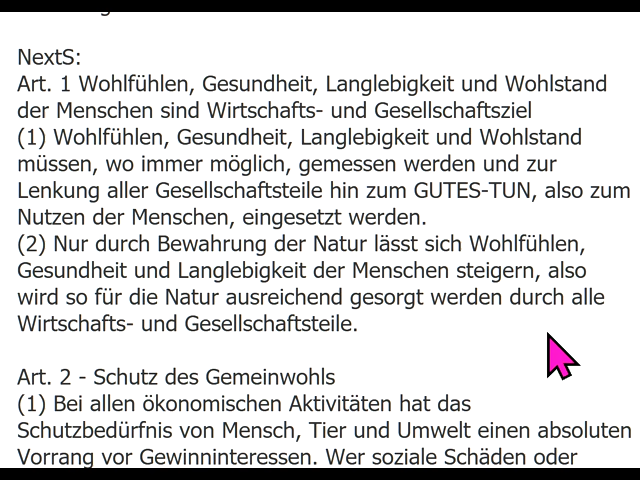 NextS:
Art. 1 Wohlfühlen, Gesundheit, Langlebigkeit und Wohlstand
der Menschen sind Wirtschafts- und Gesellschaftsziel
(1) Wohlfühlen, Gesundheit, Langlebigkeit und Wohlstand
müssen, wo immer möglich, gemessen werden und zur
Lenkung aller Gesellschaftsteile hin zum GUTES-TUN, also zum
Nutzen der Menschen, eingesetzt werden.
(2) Nur durch Bewahrung der Natur lässt sich Wohlfühlen,
Gesundheit und Langlebigkeit der Menschen steigern, also
wird so für die Natur ausreichend gesorgt werden durch alle
Wirtschafts- und Gesellschaftsteile.
Art. 2 - Schutz des Gemeinwohls
(1) Bei allen ökonomischen Aktivitäten hat das
Schutzbedürfnis von Mensch, Tier und Umwelt einen absoluten
Vorrang vor Gewinninteressen. Wer soziale Schäden oder